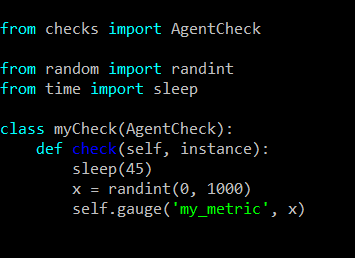 from checks import AgentCheck
from random import randint
from time import sleep
class myCheck(AgentCheck):
    def check(self, instance):
        sleep(45)
        x = randint(0, 1000)
        self.gauge('my_metric', x)